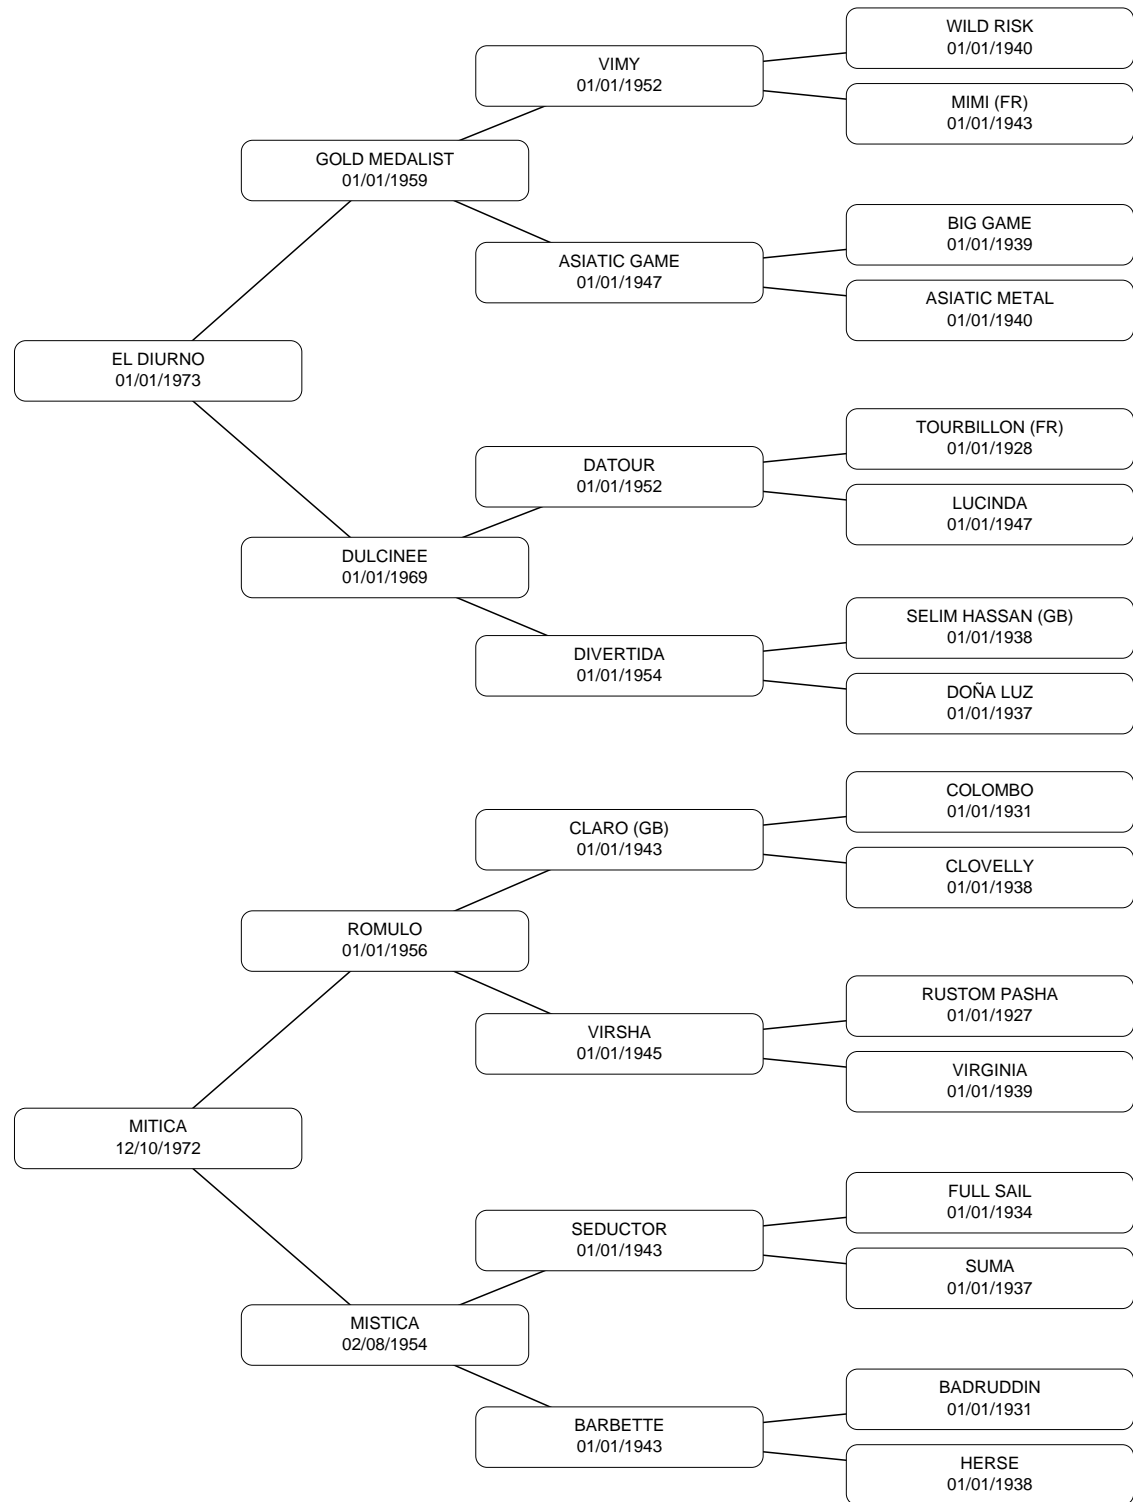 WILD RISK
01/01/1940
VIMY
01/01/1952
MIMI (FR)
01/01/1943
GOLD MEDALIST
01/01/1959
BIG GAME
01/01/1939
ASIATIC GAME
01/01/1947
ASIATIC METAL
01/01/1940
EL DIURNO
01/01/1973
TOURBILLON (FR)
01/01/1928
DATOUR
01/01/1952
LUCINDA
01/01/1947
DULCINEE
01/01/1969
SELIM HASSAN (GB)
01/01/1938
DIVERTIDA
01/01/1954
DOÑA LUZ
01/01/1937
COLOMBO
01/01/1931
CLARO (GB)
01/01/1943
CLOVELLY
01/01/1938
ROMULO
01/01/1956
RUSTOM PASHA
01/01/1927
VIRSHA
01/01/1945
VIRGINIA
01/01/1939
MITICA
12/10/1972
FULL SAIL
01/01/1934
SEDUCTOR
01/01/1943
SUMA
01/01/1937
MISTICA
02/08/1954
BADRUDDIN
01/01/1931
BARBETTE
01/01/1943
HERSE
01/01/1938